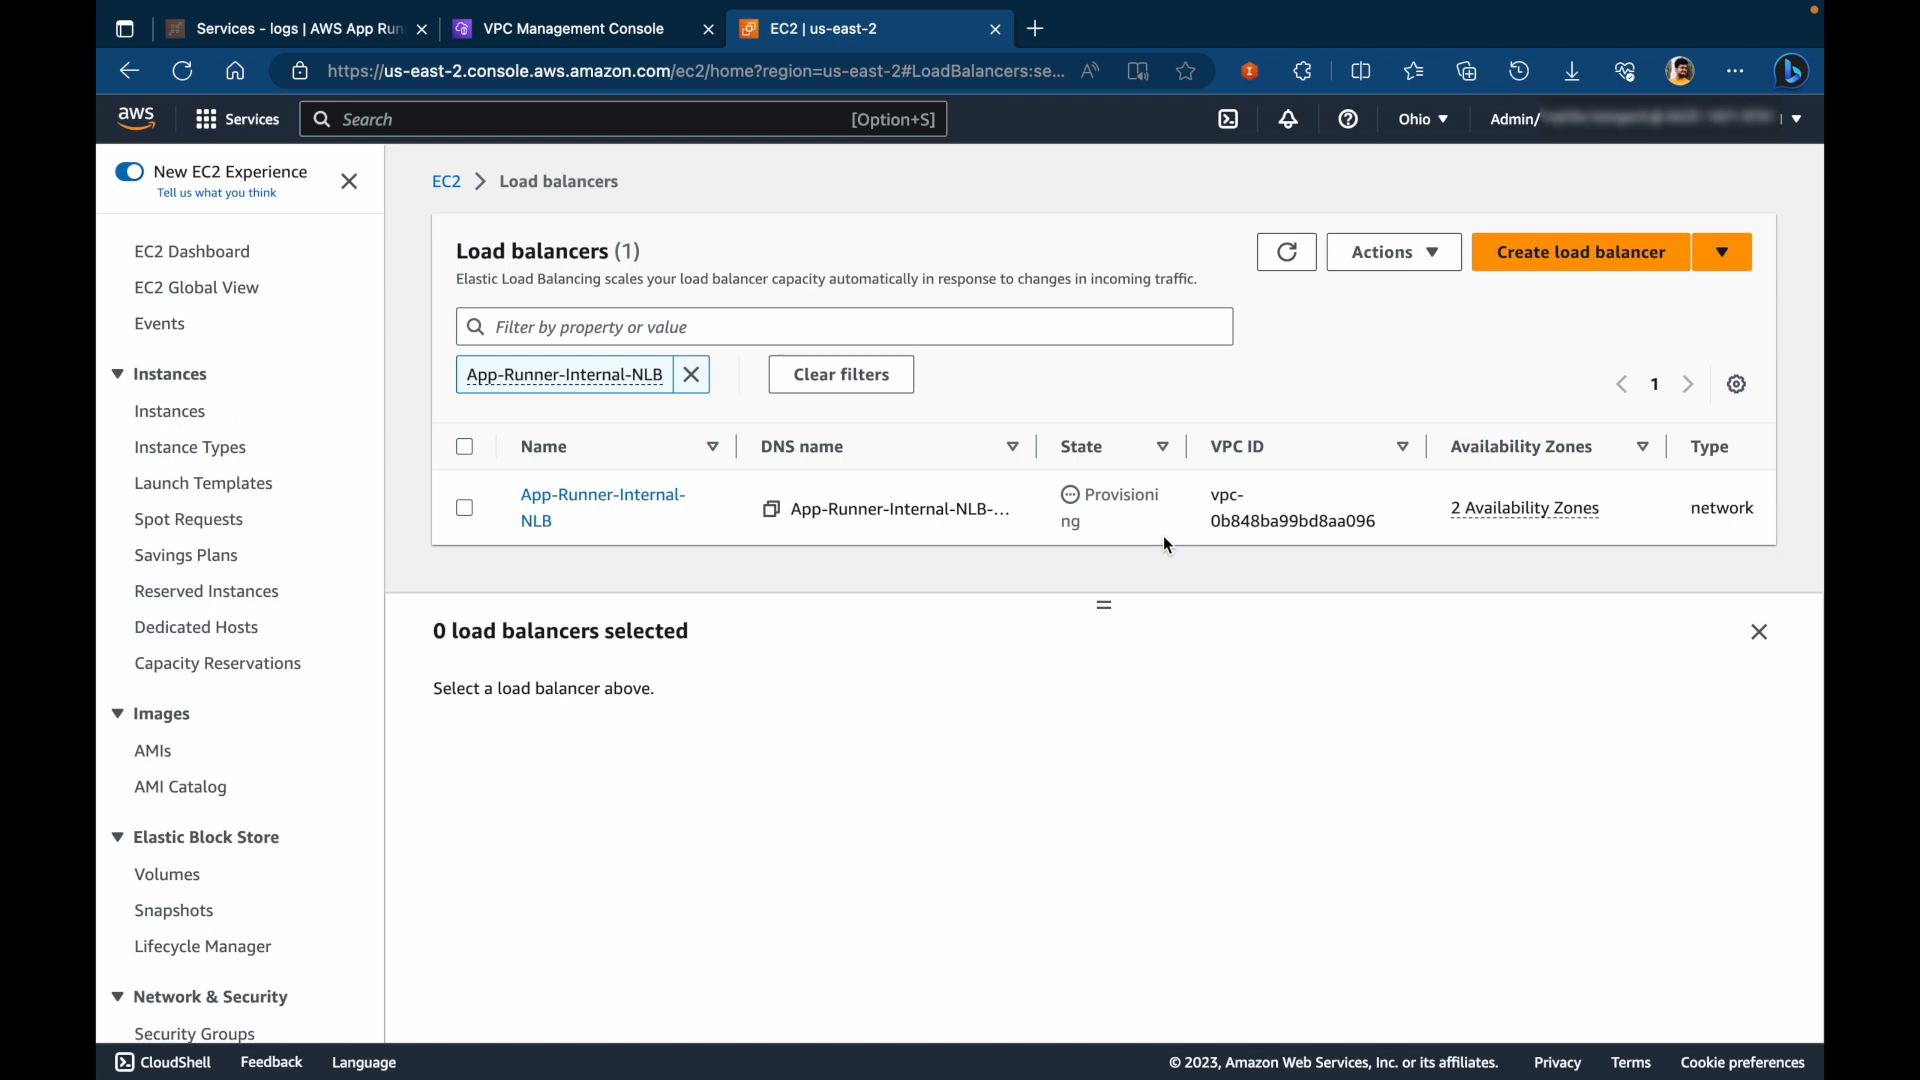 Services - logs | AWS App Run
VPC Management Console
EC2 | us-east-2
https://us-east-2.console.aws.amazon.com/ec2/home?region=us-east-2#LoadBalancers:se...
aws
Services
Search
[Option+S]
Ohio
Admin/
New EC2 Experience
Tell us what you think
EC2 Dashboard
EC2 Global View
Events
Instances
Instances
Instance Types
Launch Templates
Spot Requests
Savings Plans
Reserved Instances
Dedicated Hosts
Capacity Reservations
Images
AMIs
AMI Catalog
Elastic Block Store
Volumes
Snapshots
Lifecycle Manager
Network & Security
Security Groups
EC2 > Load balancers
Load balancers (1)
Elastic Load Balancing scales your load balancer capacity automatically in response to changes in incoming traffic.
Actions
Create load balancer
Filter by property or value
App-Runner-Internal-NLB
Clear filters
1
Name
DNS name
State
VPC ID
Availability Zones
Type
App-Runner-Internal-
NLB
App-Runner-Internal-NLB-...
Provisioni
ng
vpc-
0b848ba99bd8aa096
2 Availability Zones
network
0 load balancers selected
Select a load balancer above.
CloudShell
Feedback
Language
© 2023, Amazon Web Services, Inc. or its affiliates.
Privacy
Terms
Cookie preferences